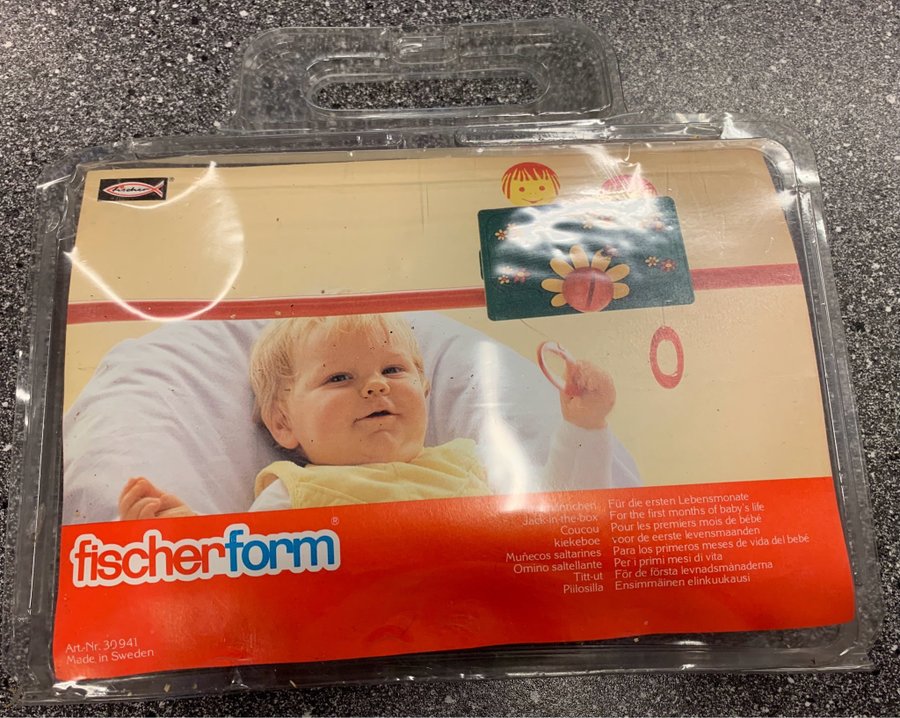 fischer
fischerform®
Jack-in-the-box
Coucou
kiekeboe
Muñecos saltarines
Omino saltellante
Titt-ut
Piilosilla
Für die ersten Lebensmonate
For the first months of baby's life
Pour les premiers mois de bébé
voor de eerste levensmaanden
Para los primeros meses de vida del bebé
Per i primi mesi di vita
För de första levnadsmànaderna
Ensimmäinen elinkuukausi
Art-Nr. 30941
Made in Sweden